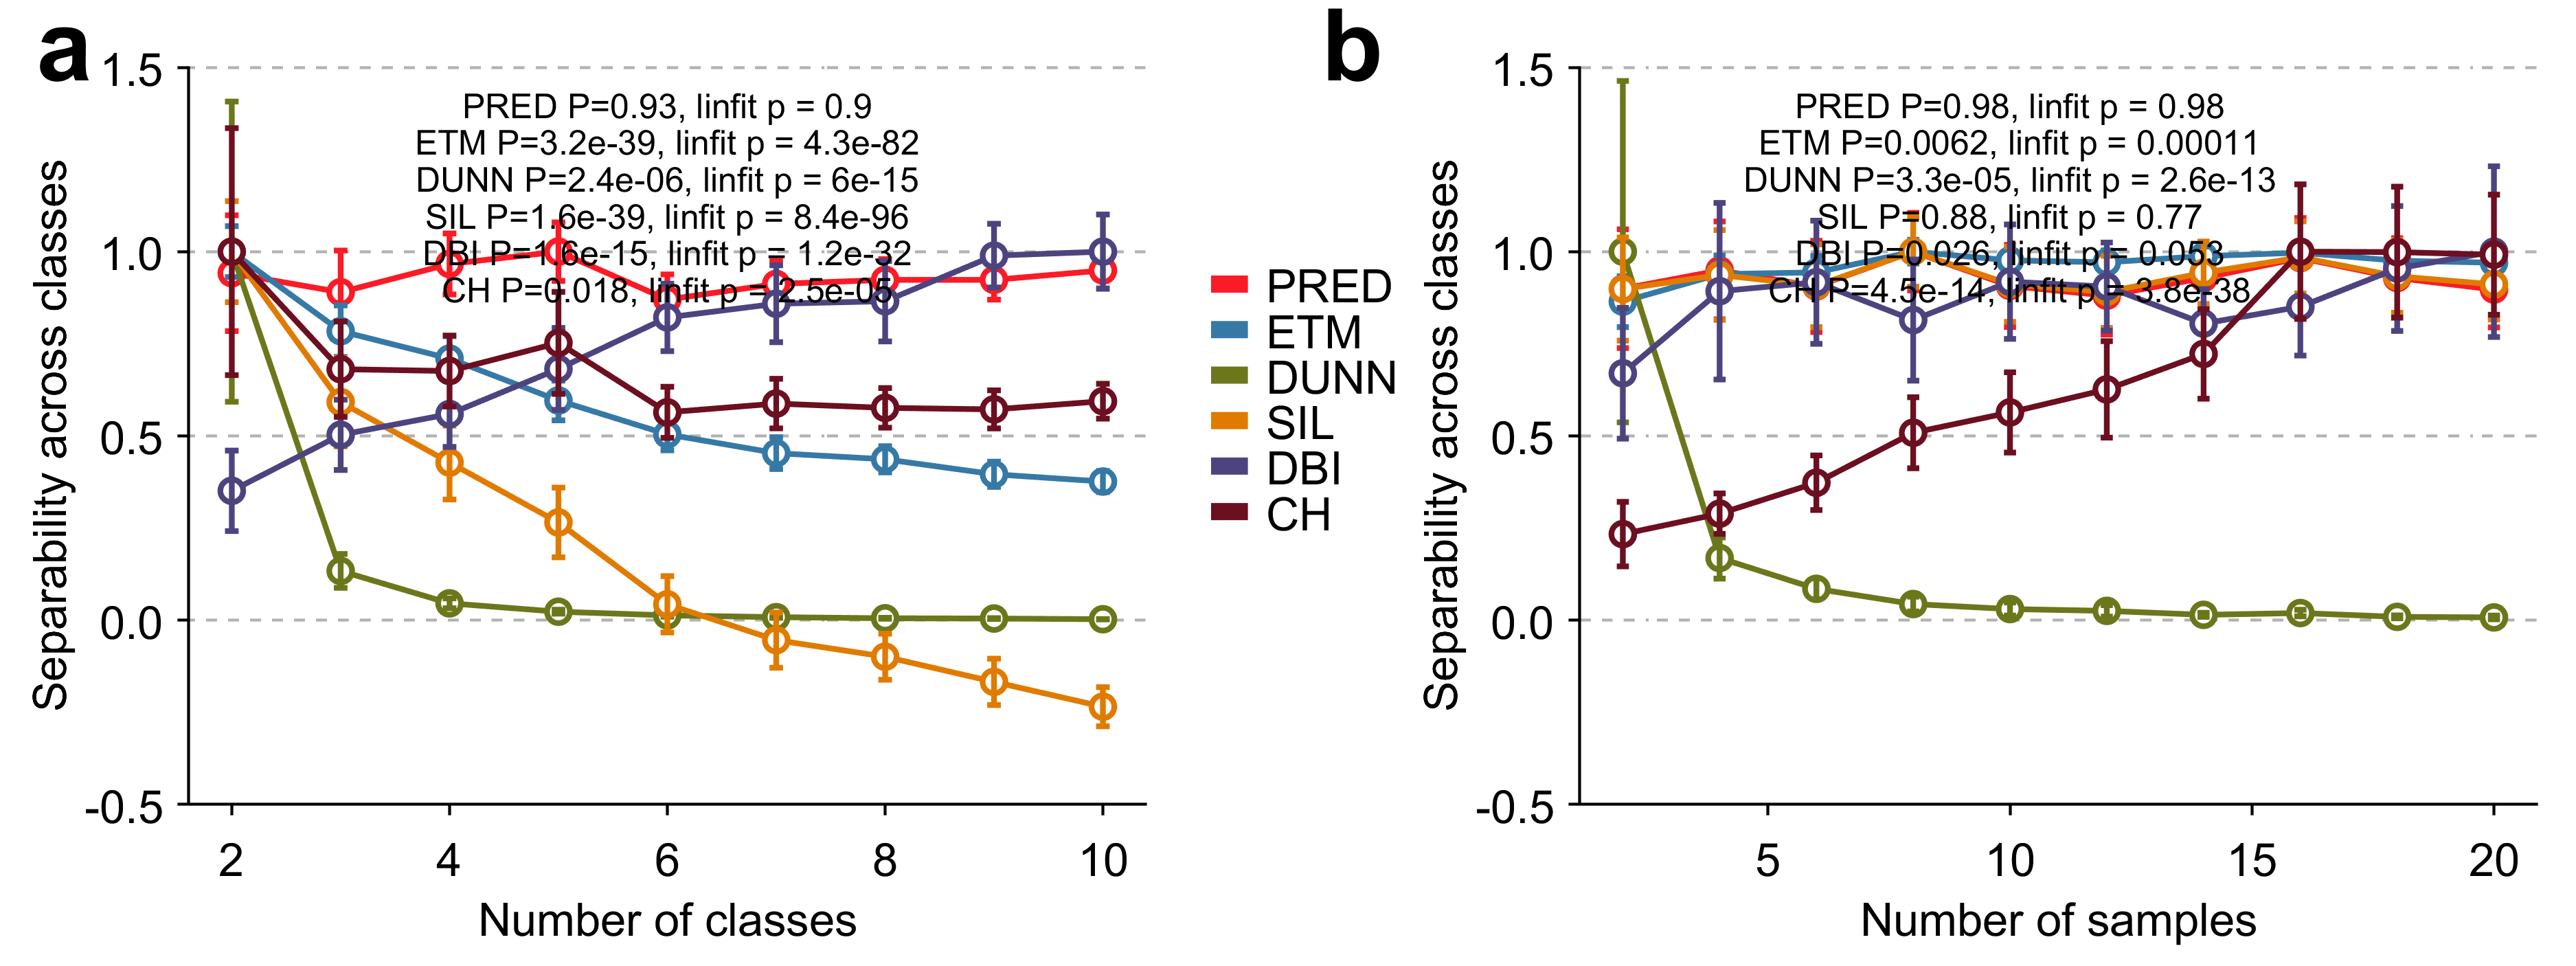 a
1.5
1.0
0.5
0.0
-0.5
Separability across classes
PRED P=0.93, linfit p = 0.9
ETM P=3.2e-39, linfit p = 4.3e-82
DUNN P=2.4e-06, linfit p = 6e-15
SIL P=1.6e-39, linfit p = 8.4e-96
DBI P=1.6e-15, linfit p = 1.2e-32
CH P=0.018, linfit p = 2.5e-05
2 4 6 8 10
Number of classes
PRED
ETM
DUNN
SIL
DBI
CH
b
1.5
1.0
0.5
0.0
-0.5
Separability across classes
PRED P=0.98, linfit p = 0.98
ETM P=0.0062, linfit p = 0.00011
DUNN P=3.3e-05, linfit p = 2.6e-13
SIL P=0.88, linfit p = 0.77
DBI P=0.026, linfit p = 0.053
CH P=4.5e-14, linfit p = 3.8e-38
5 10 15 20
Number of samples